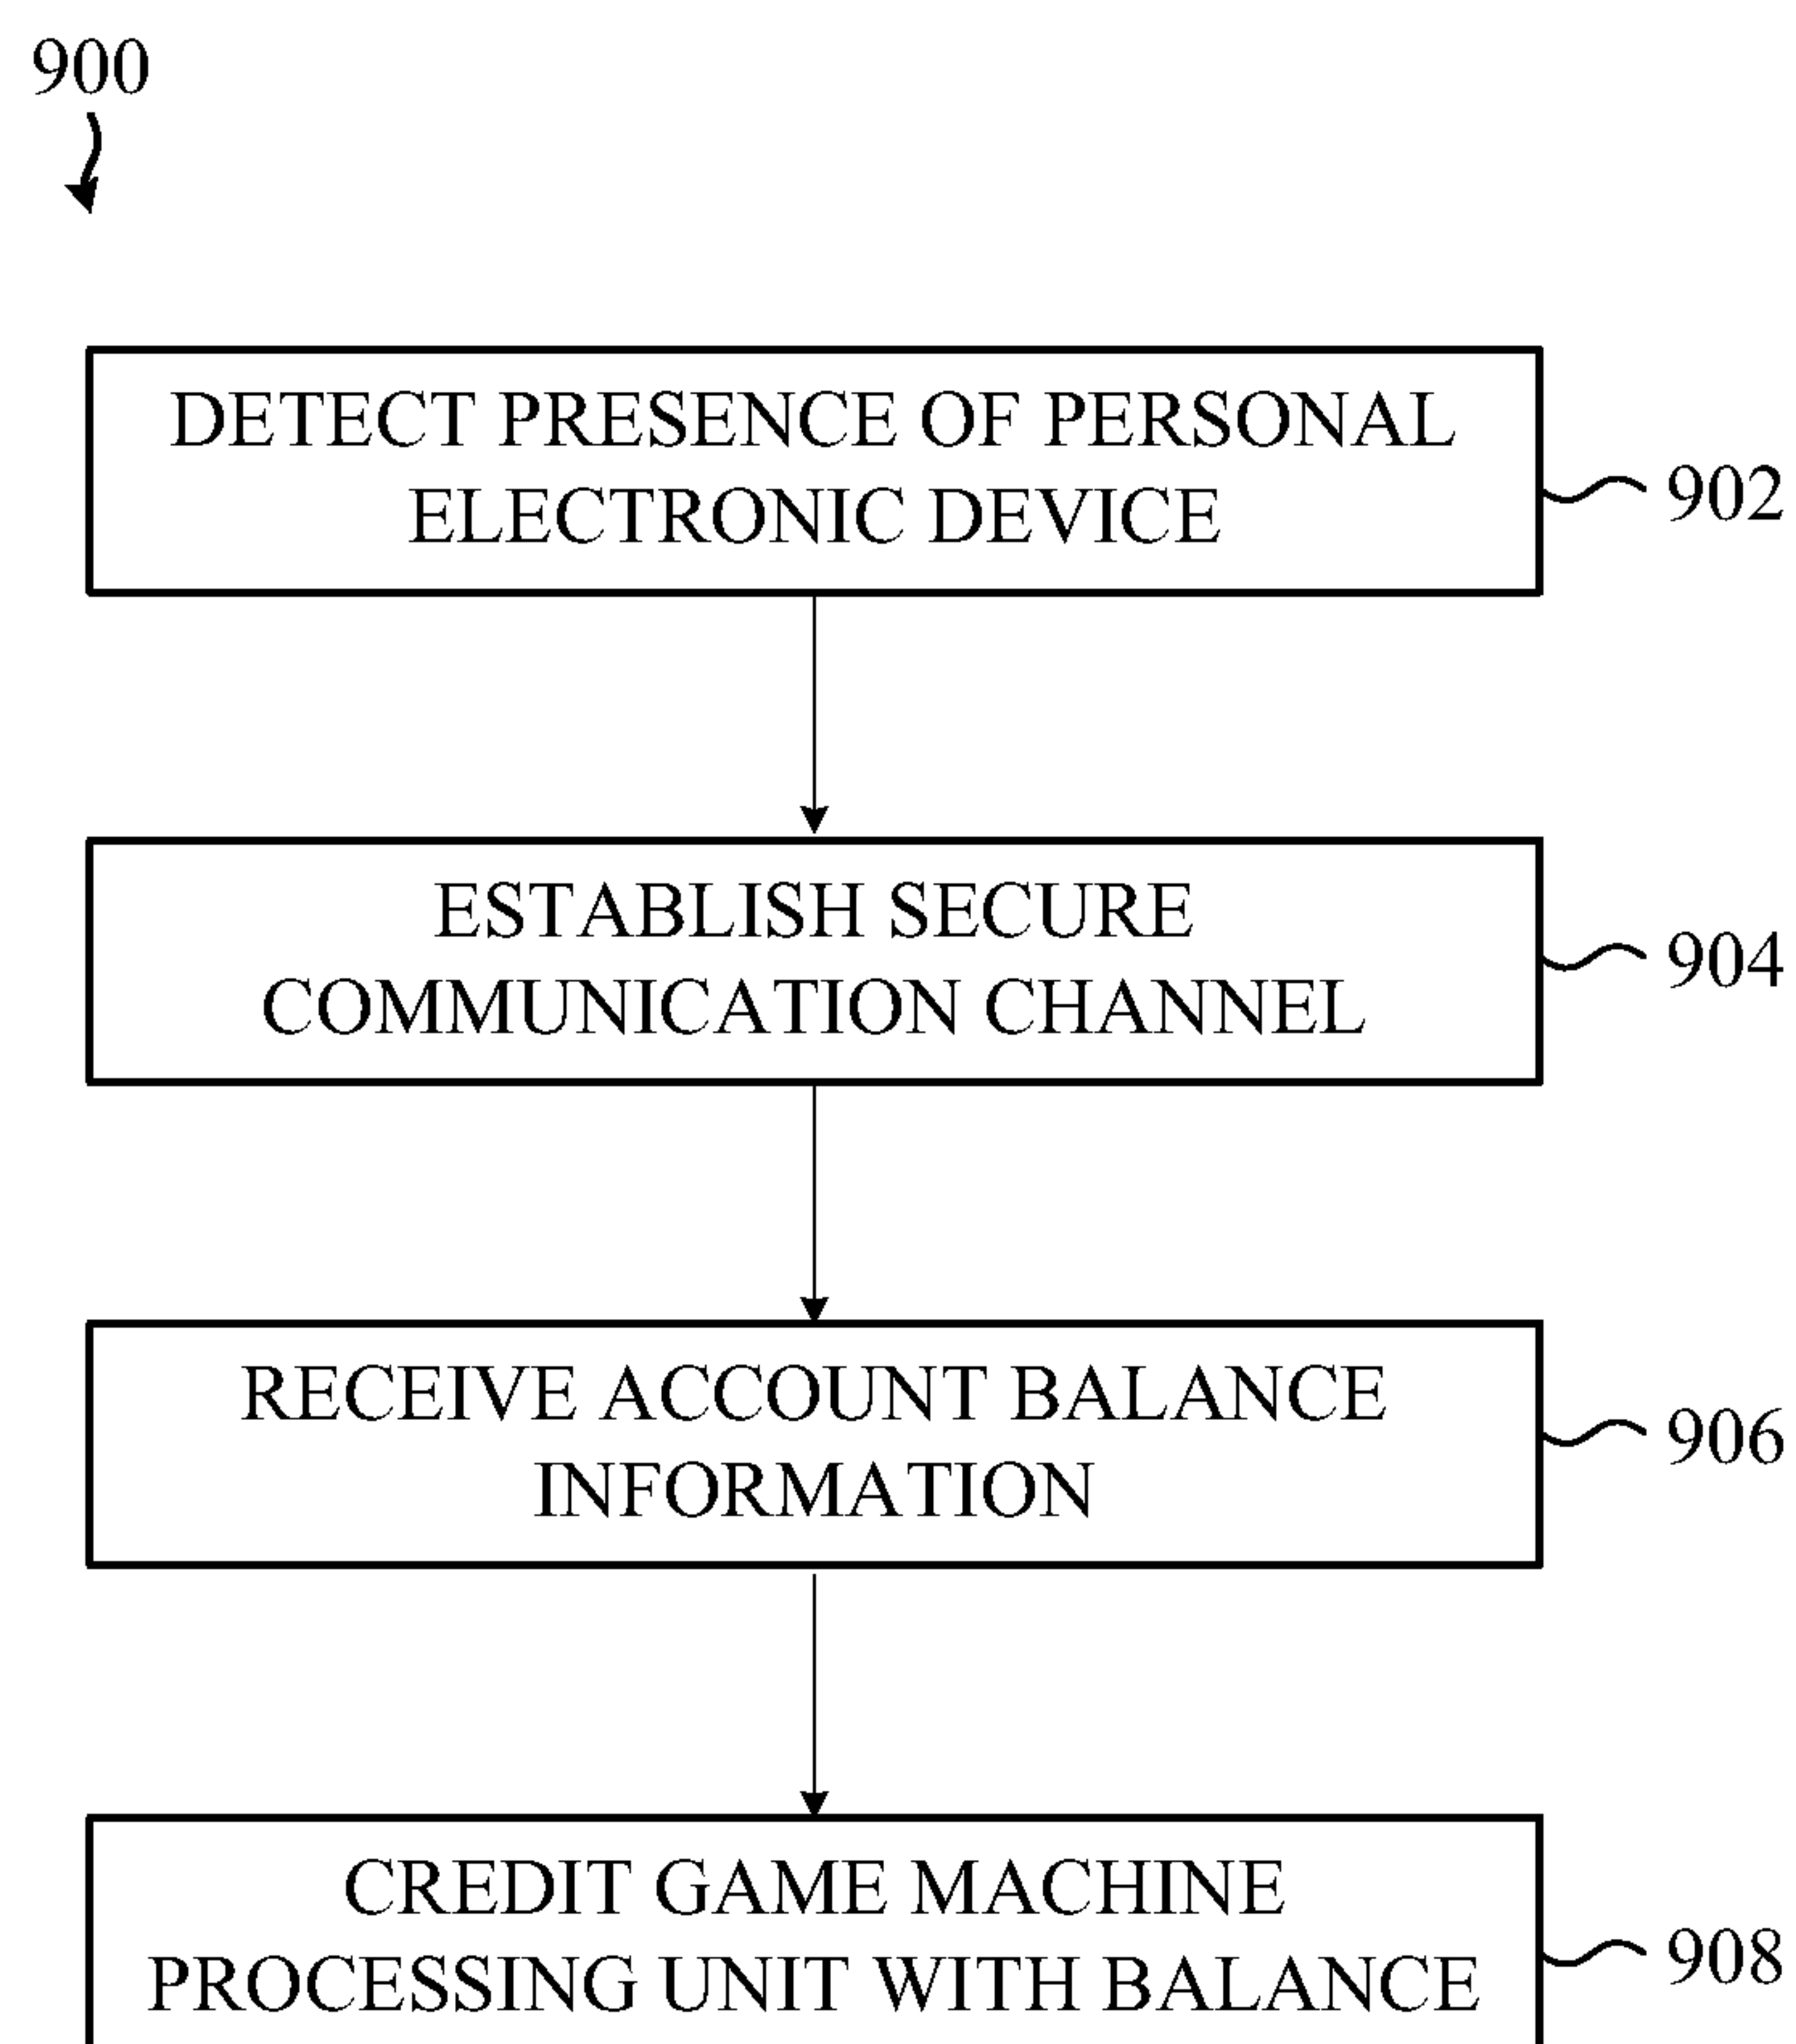 900
DETECT PRESENCE OF PERSONAL
ELECTRONIC DEVICE
902
ESTABLISH SECURE
COMMUNICATION CHANNEL
904
RECEIVE ACCOUNT BALANCE
INFORMATION
906
CREDIT GAME MACHINE
PROCESSING UNIT WITH BALANCE
908